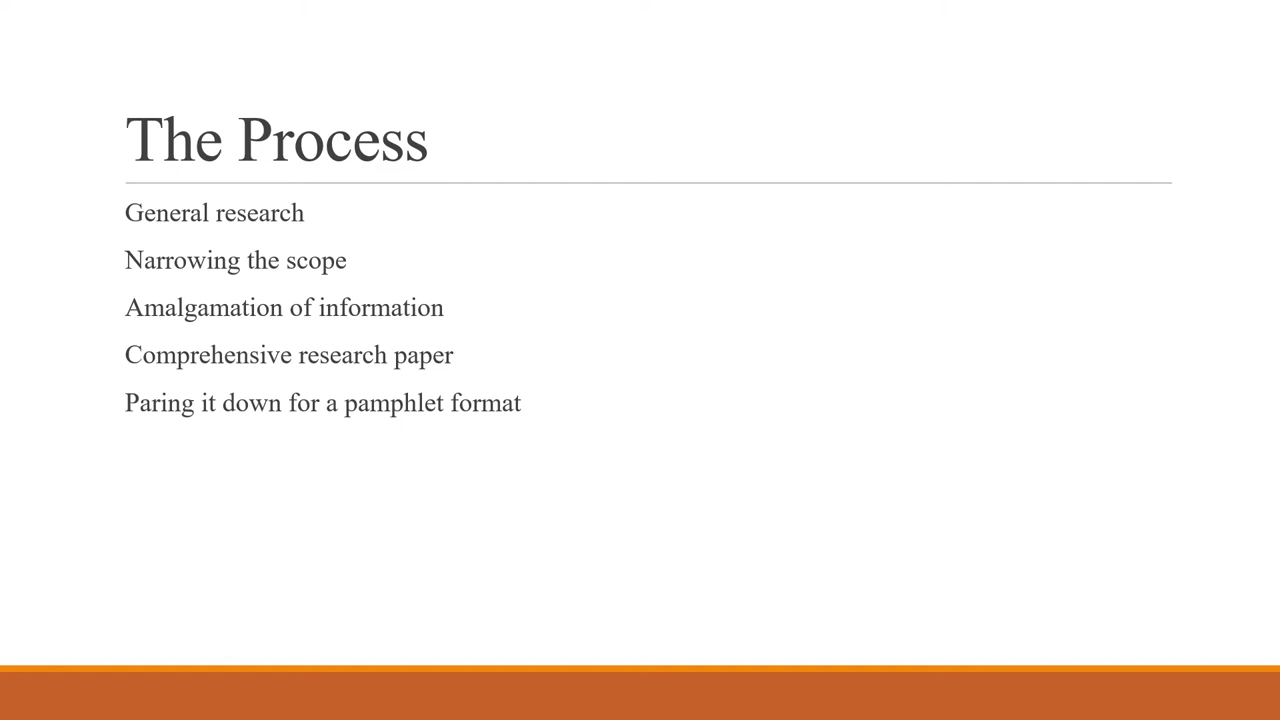 The Process
General research
Narrowing the scope
Amalgamation of information
Comprehensive research paper
Paring it down for a pamphlet format